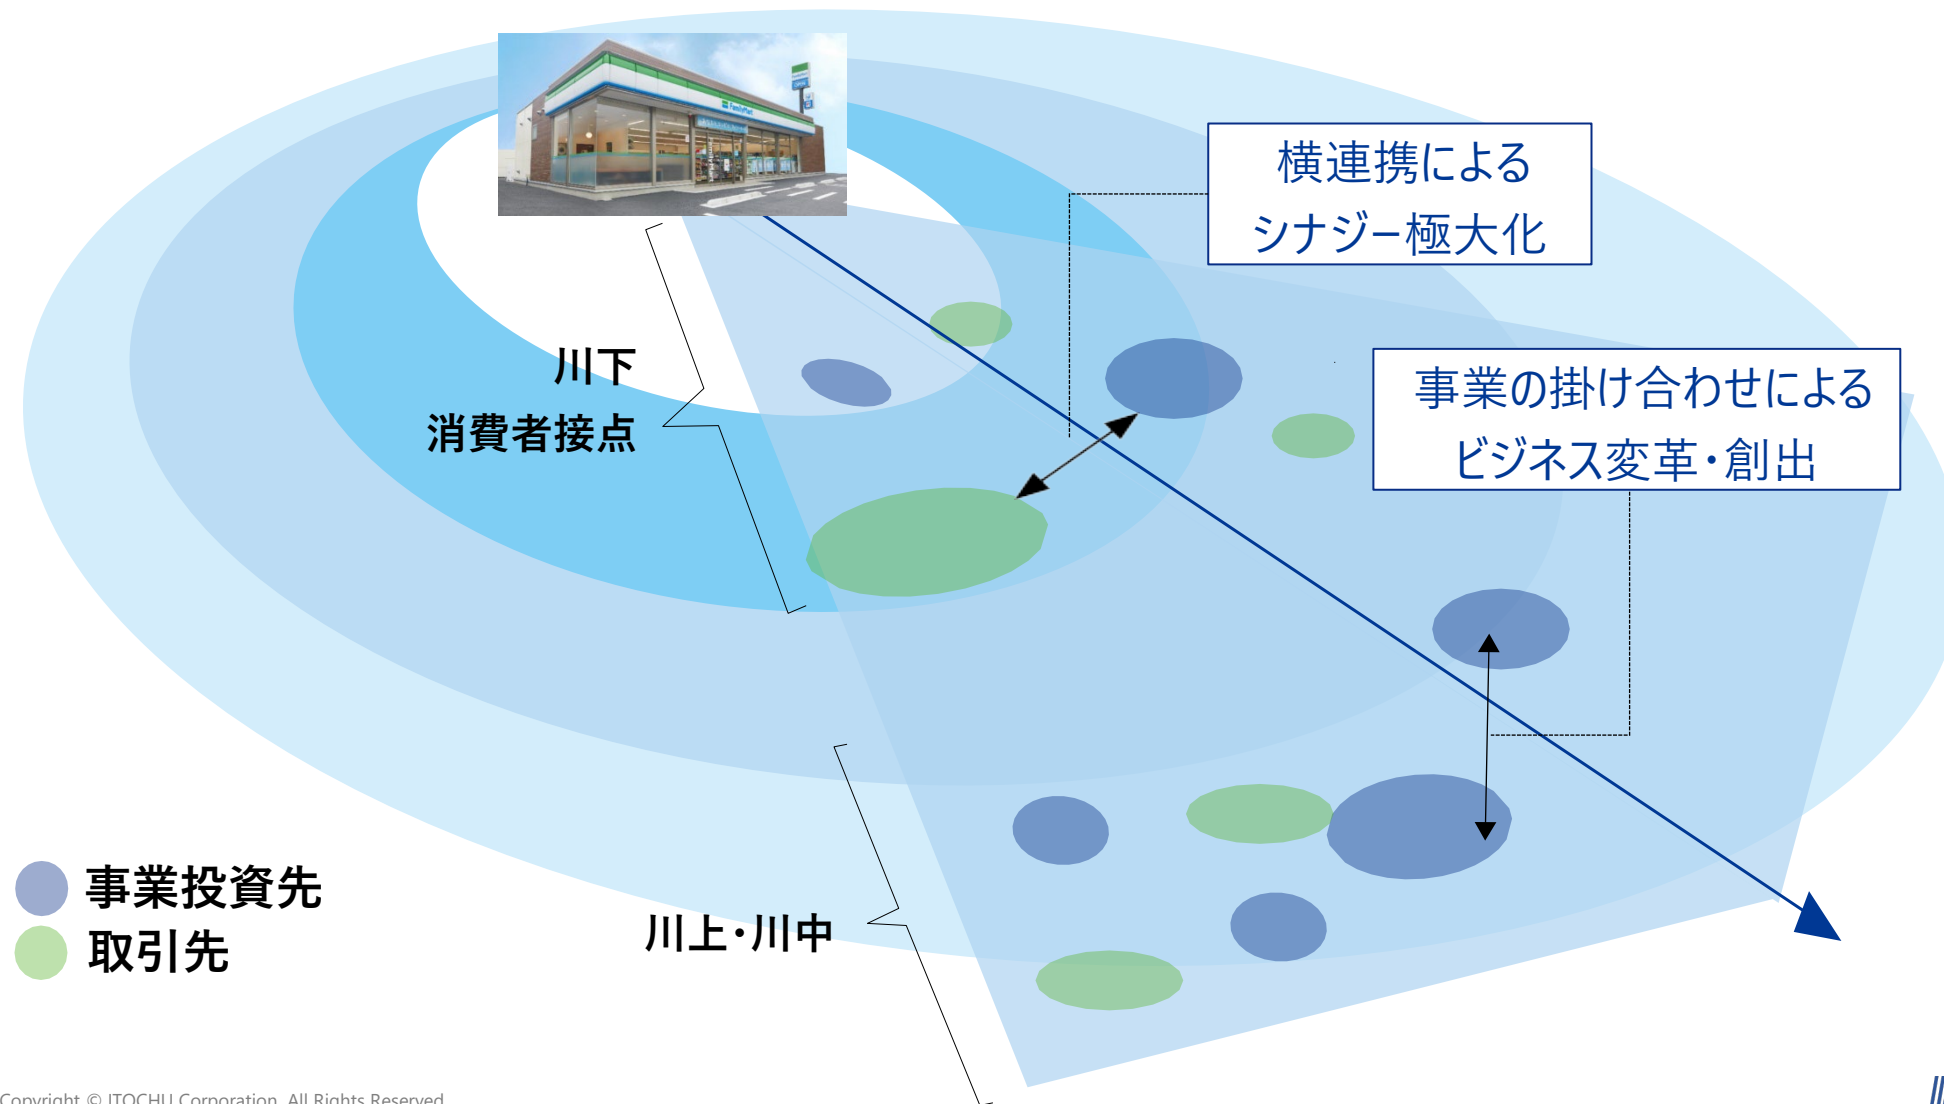 FamilyMart
横連携による
シナジー極大化
事業の掛け合わせによる
ビジネス変革・創出
川下
消費者接点
川上・川中
事業投資先
取引先
Copyright © ITOCHU Corporation. All Rights Reserved.